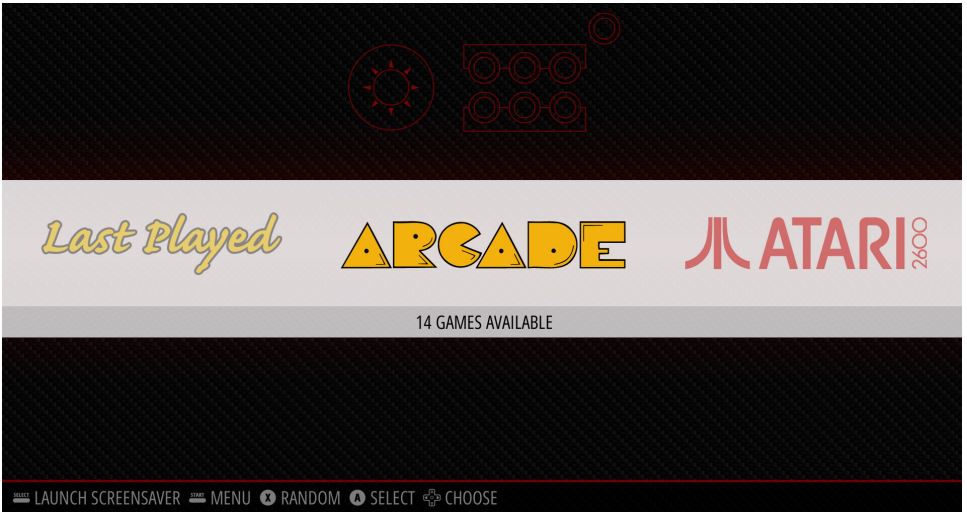 Last Played
ARCADE
ATARI 2600
14 GAMES AVAILABLE
SELECT LAUNCH SCREENSAVER START MENU X RANDOM A SELECT CHOOSE